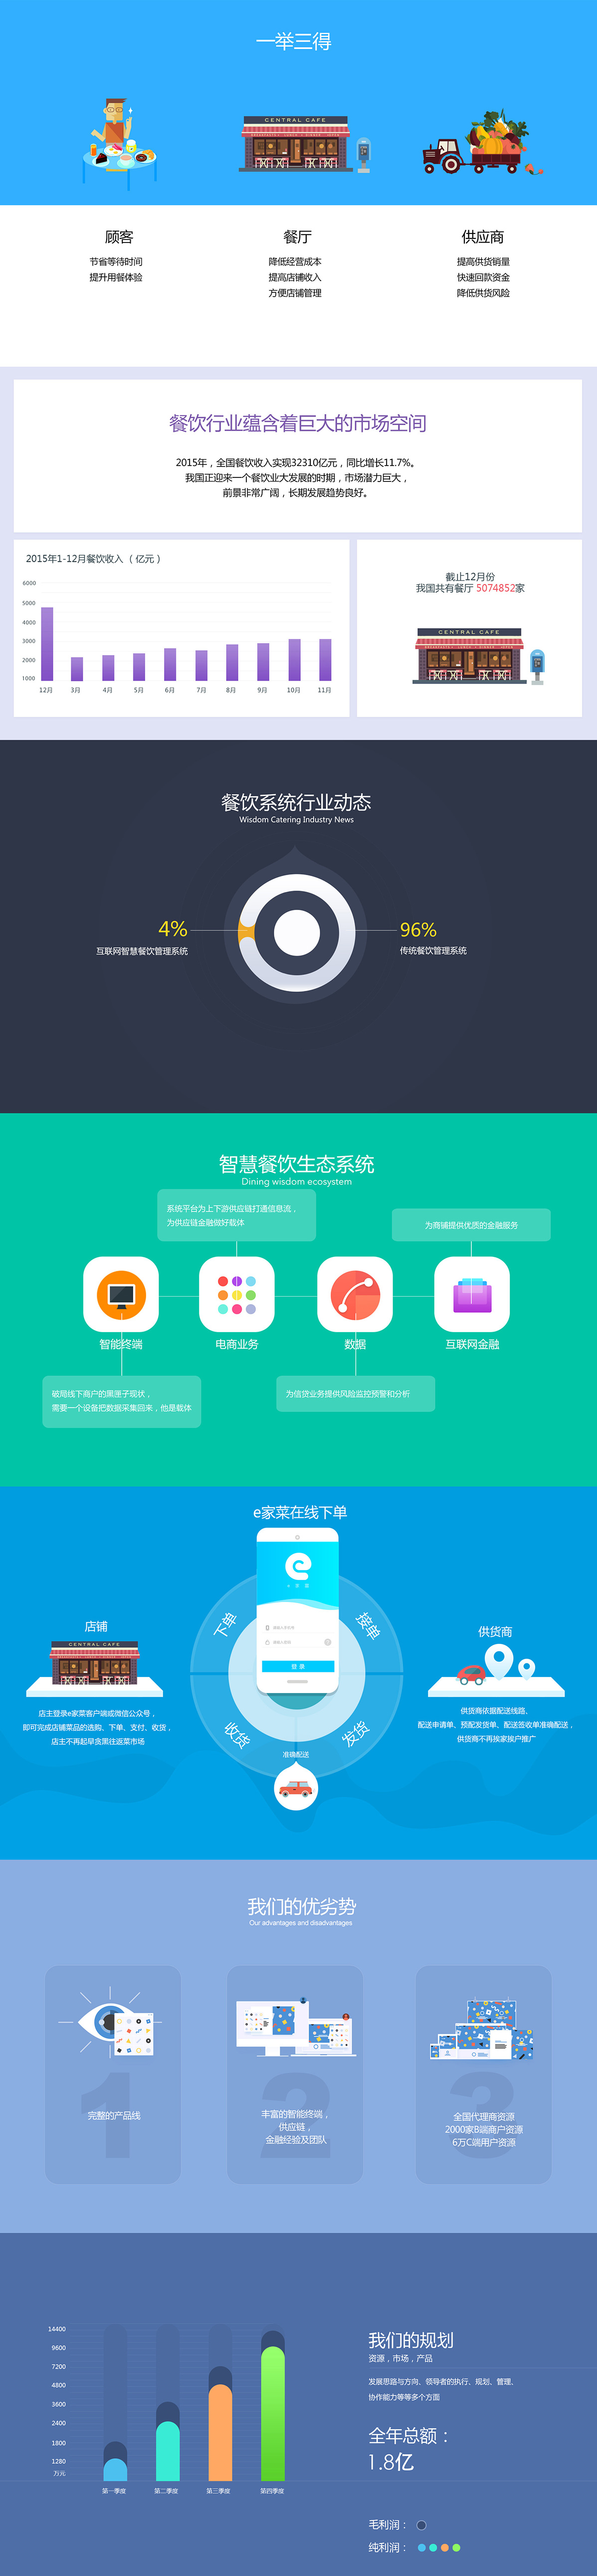 一举三得
CENTRAL CAFE
顾客
节省等待时间
提升用餐体验
餐厅
降低经营成本
提高店铺收入
方便店铺管理
供应商
提高供货销量
快速回款资金
降低供货风险
餐饮行业蕴含着巨大的市场空间
2015年，全国餐饮收入实现32310亿元，同比增长11.7%。
我国正迎来一个餐饮业大发展的时期，市场潜力巨大，
前景非常广阔，长期发展趋势良好。
2015年1-12月餐饮收入（亿元）
6000
5000
4000
3000
2000
1000
12月 3月 4月 5月 6月 7月 8月 9月 10月 11月
截止12月份
我国共有餐厅 5074852家
CENTRAL CAFE
餐饮系统行业动态
Wisdom Catering Industry News
4%
互联网智慧餐饮管理系统
96%
传统餐饮管理系统
智慧餐饮生态系统
Dining wisdom ecosystem
系统平台为上下游供应链打通信息流，
为供应链金融做好载体
为商铺提供优质的金融服务
智能终端
电商业务
数据
互联网金融
破局线下商户的黑匣子现状，
需要一个设备把数据采集回来，他是载体
为信贷业务提供风险监控预警和分析
e家菜在线下单
下单
接单
收货
发货
登录
准确配送
店铺
CENTRAL CAFE
店主登录e家菜客户端或微信公众号，
即可完成店铺菜品的选购、下单、支付、收货，
店主不再起早贪黑往返菜市场
供货商
供货商依据配送线路、
配送申请单、预配发货单、配送签收单准确配送，
供货商不再挨家挨户推广
我们的优劣势
Our advantages and disadvantages
1
完整的产品线
2
丰富的智能终端，
供应链，
金融经验及团队
3
全国代理商资源
2000家B端商户资源
6万C端用户资源
14400
9600
7200
4800
3600
2400
1800
1280
万元
第一季度 第二季度 第三季度 第四季度
我们的规划
资源，市场，产品
发展思路与方向、领导者的执行、规划、管理、
协作能力等等多个方面
全年总额：
1.8亿
毛利润：
纯利润：